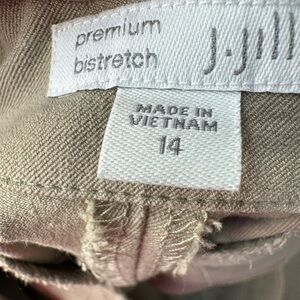 premium
bistretch
J.Jill
MADE IN
VIETNAM
14